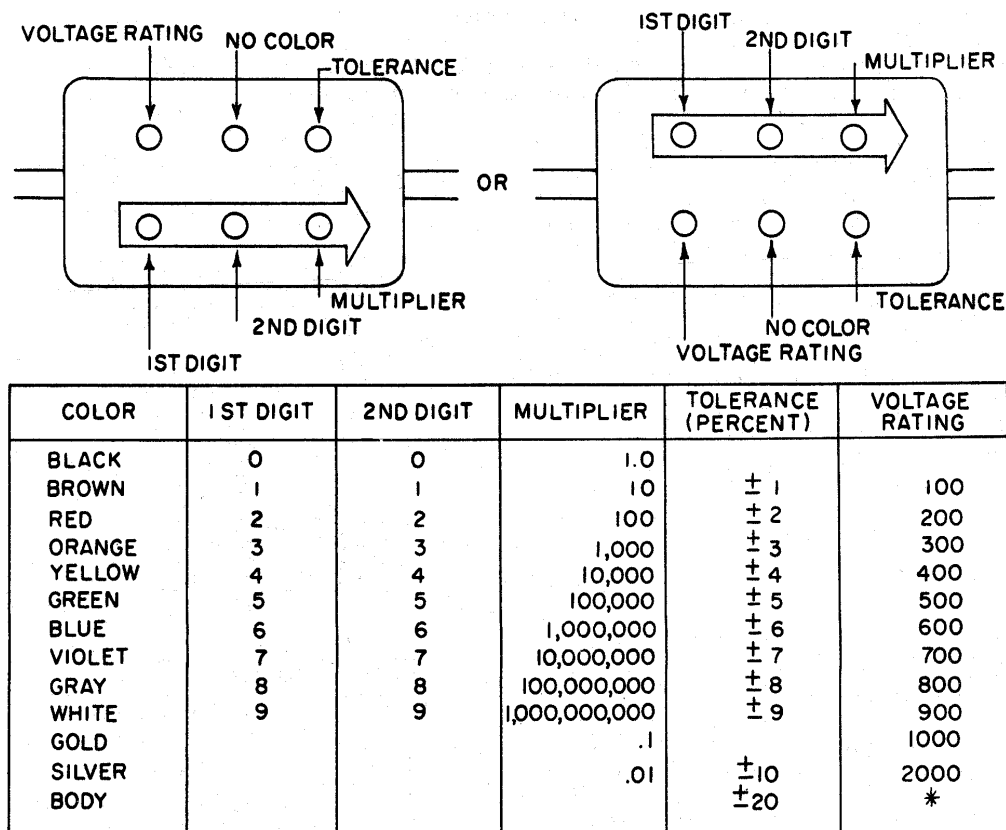 VOLTAGE RATING NO COLOR
TOLERANCE
1ST DIGIT
2ND DIGIT
MULTIPLIER
OR
MULTIPLIER
2ND DIGIT
1ST DIGIT
TOLERANCE
NO COLOR
VOLTAGE RATING
COLOR 1ST DIGIT 2ND DIGIT MULTIPLIER TOLERANCE (PERCENT) VOLTAGE RATING
BLACK 0 0 1.0
BROWN 1 1 10 ±1 100
RED 2 2 100 ±2 200
ORANGE 3 3 1,000 ±3 300
YELLOW 4 4 10,000 ±4 400
GREEN 5 5 100,000 ±5 500
BLUE 6 6 1,000,000 ±6 600
VIOLET 7 7 10,000,000 ±7 700
GRAY 8 8 100,000,000 ±8 800
WHITE 9 9 1,000,000,000 ±9 900
GOLD .1 1000
SILVER .01 ±10 2000
BODY ±20 *